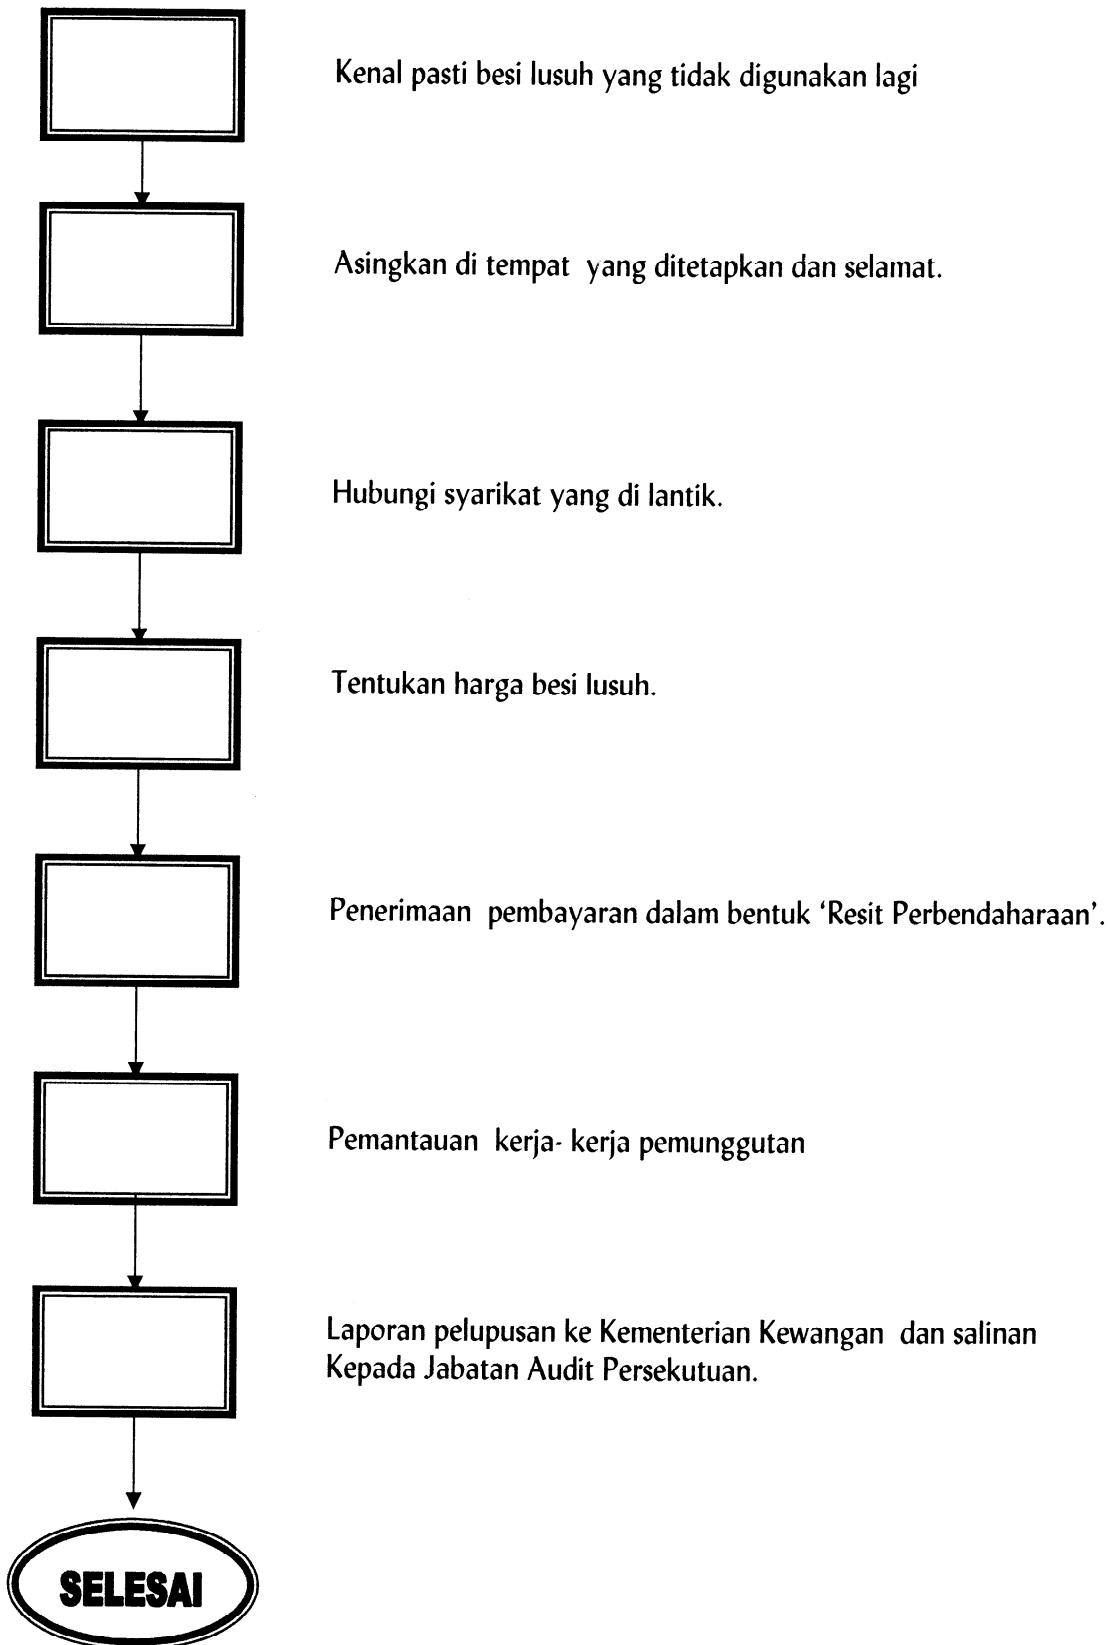 Kenal pasti besi lusuh yang tidak digunakan lagi
Asingkan di tempat yang ditetapkan dan selamat.
Hubungi syarikat yang di lantik.
Tentukan harga besi lusuh.
Penerimaan pembayaran dalam bentuk ‘Resit Perbendaharaan’.
Pemantauan kerja- kerja pemunggutan
Laporan pelupusan ke Kementerian Kewangan dan salinan
Kepada Jabatan Audit Persekutuan.
SELESAI